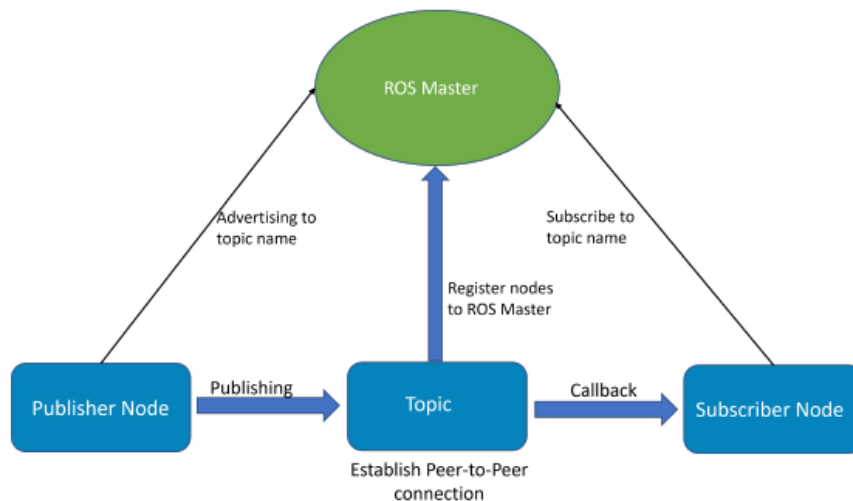 ROS Master
Advertising to
topic name
Subscribe to
topic name
Register nodes
to ROS Master
Publisher Node
Publishing
Topic
Callback
Subscriber Node
Establish Peer-to-Peer
connection